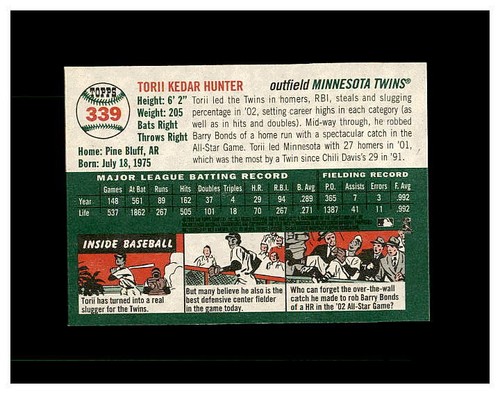 TOPPS
339
TORII KEDAR HUNTER
outfield MINNESOTA TWINS®
Height: 6' 2"
Weight: 205
Bats Right
Throws Right
Home: Pine Bluff, AR
Born: July 18, 1975
Torii led the Twins in homers, RBI, steals and slugging
percentage in '02, setting career highs in each category (as
well as in hits and doubles). Mid-way through, he robbed
Barry Bonds of a home run with a spectacular catch in the
All-Star Game. Torii led Minnesota with 27 homers in '01,
which was the most by a Twin since Chili Davis's 29 in '91.
MAJOR LEAGUE BATTING RECORD FIELDING RECORD
Games At Bat Runs Hits Doubles Triples H.R. R.B.I. B. Avg P.O. Assists Errors F. Avg
Year 148 561 89 162 37 4 29 94 .289 365 7 3 .992
Life 537 1862 267 505 101 18 70 267 .271 1387 41 11 .992
INSIDE BASEBALL
Torii has turned into a real
slugger for the Twins.
But many believe he also is the
best defensive center fielder
in the game today.
Who can forget the over-the-wall
catch he made to rob Barry Bonds
of a HR in the '02 All-Star Game?